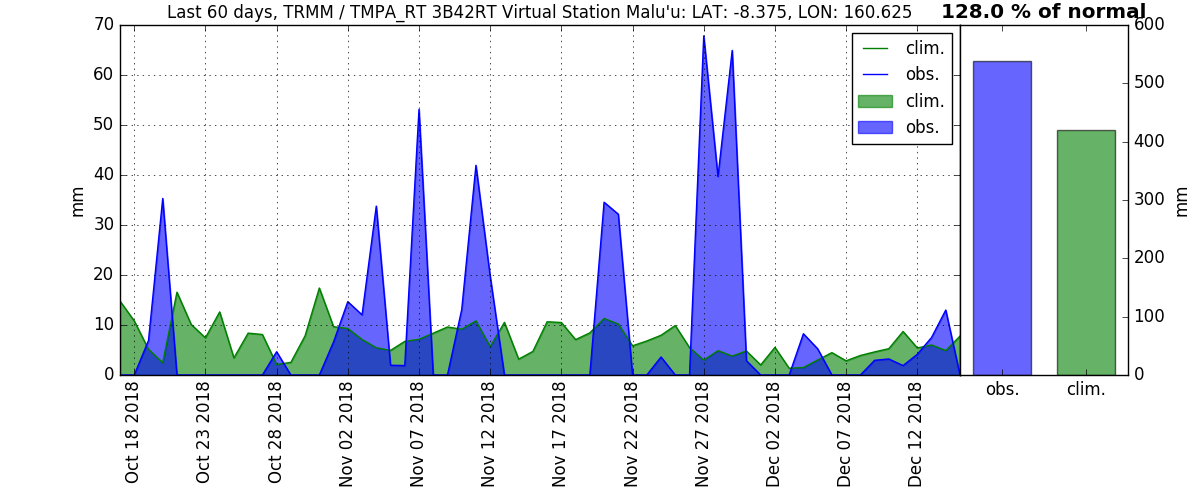 Last 60 days, TRMM / TMPA_RT 3B42RT Virtual Station Malu'u: LAT: -8.375, LON: 160.625
128.0 % of normal
70
60
50
40
30
20
10
0
mm
clim.
obs.
clim.
obs.
600
500
400
300
200
100
0
mm
obs.
clim.
Oct 18 2018
Oct 23 2018
Oct 28 2018
Nov 02 2018
Nov 07 2018
Nov 12 2018
Nov 17 2018
Nov 22 2018
Nov 27 2018
Dec 02 2018
Dec 07 2018
Dec 12 2018